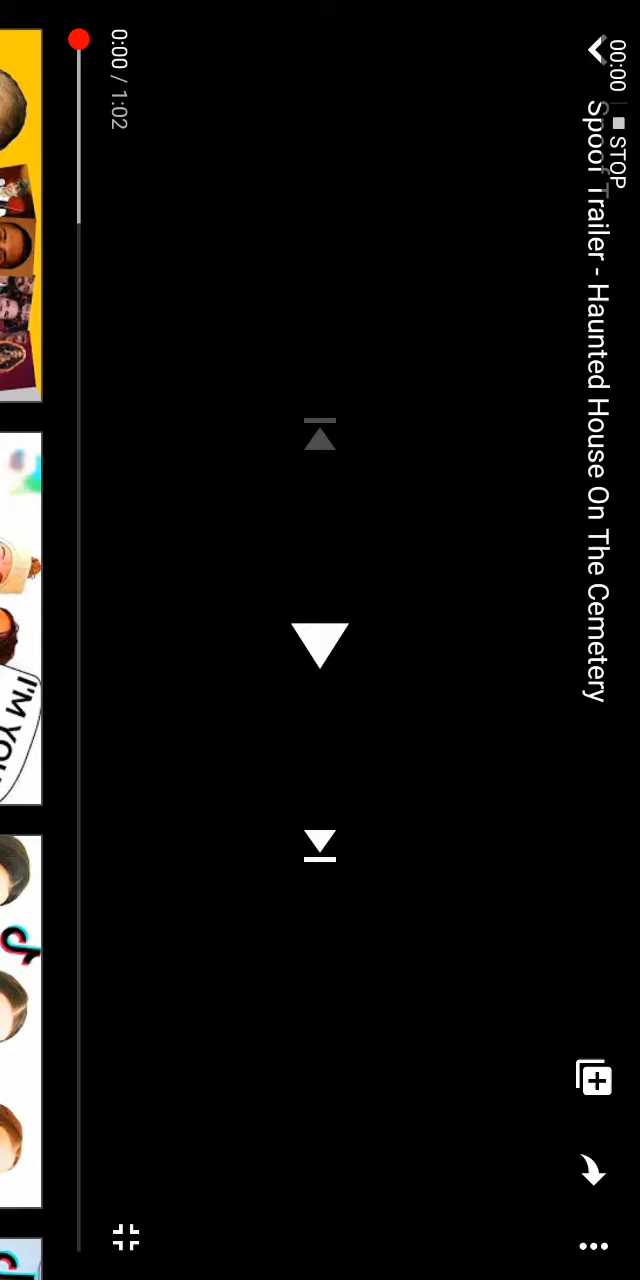 00:00 STOP
Spoof Trailer - Haunted House On The Cemetery
0:00 / 1:02
I'M YOU